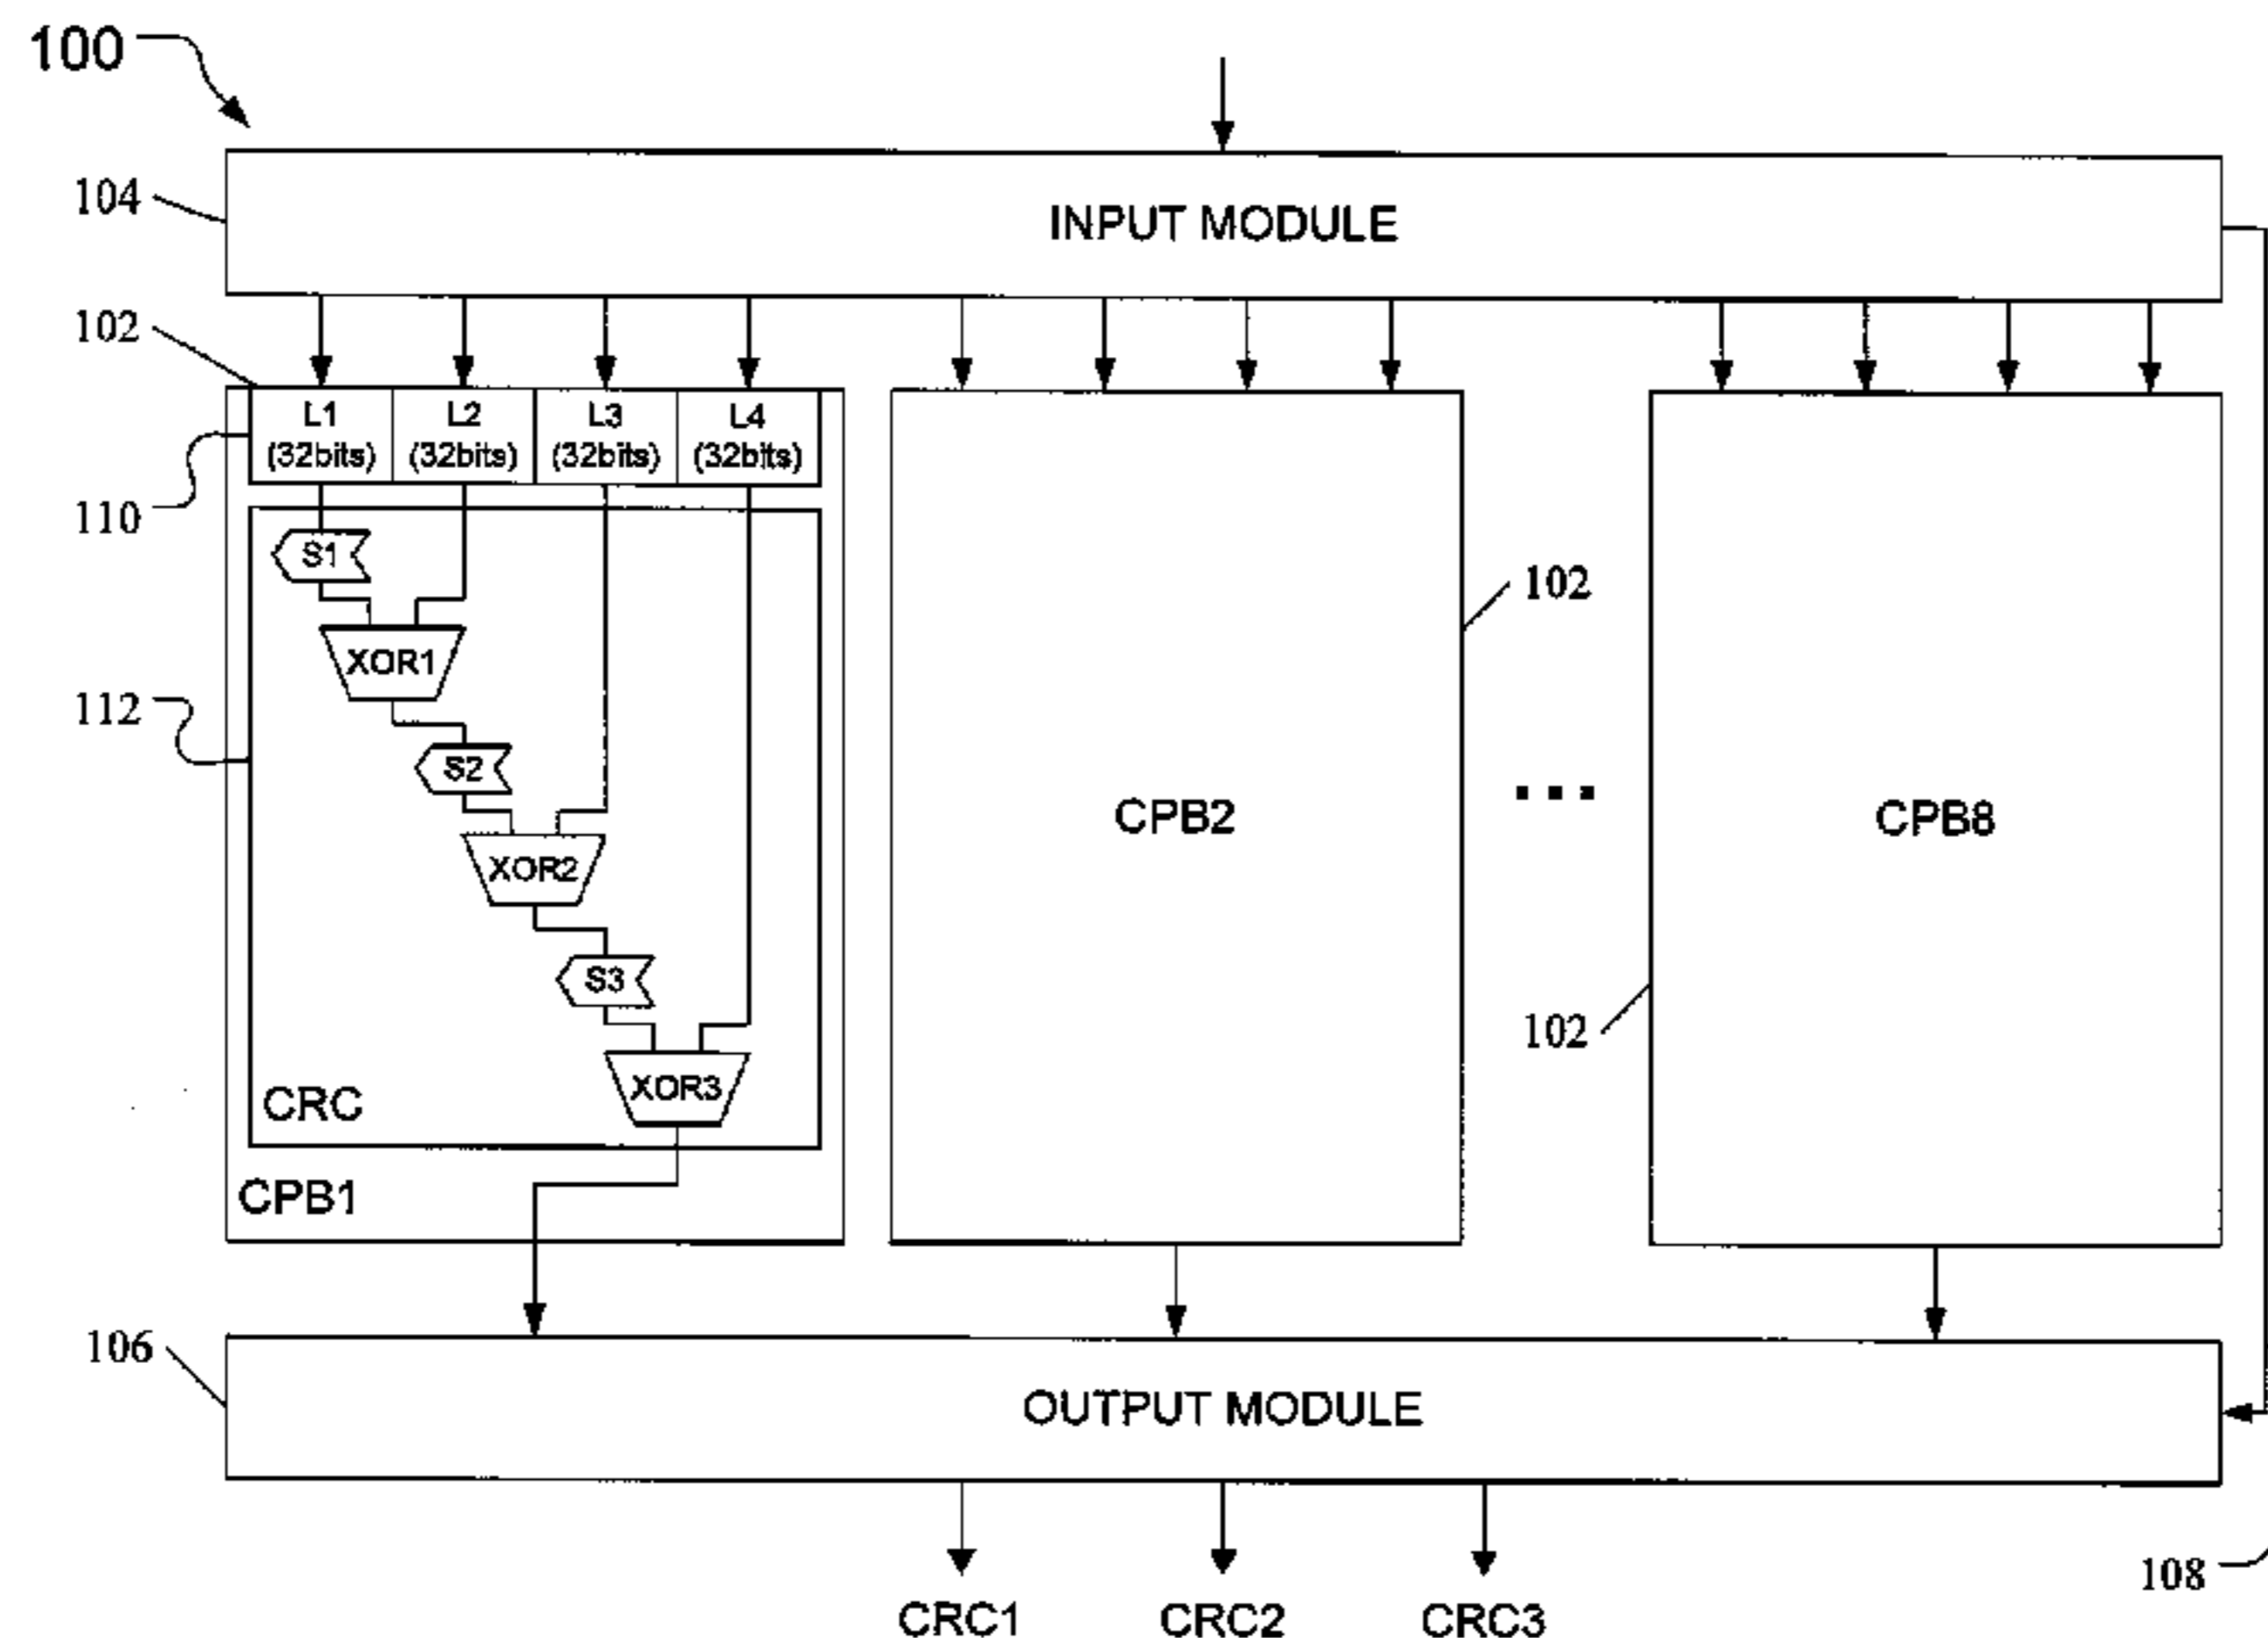 100
104
INPUT MODULE
102
L1 L2 L3 L4
(32bits) (32bits) (32bits) (32bits)
110
S1
102
XOR1
112
S2
CPB2
...
CPB8
XOR2
S3
102
XOR3
CRC
CPB1
106
OUTPUT MODULE
108
CRC1 CRC2 CRC3